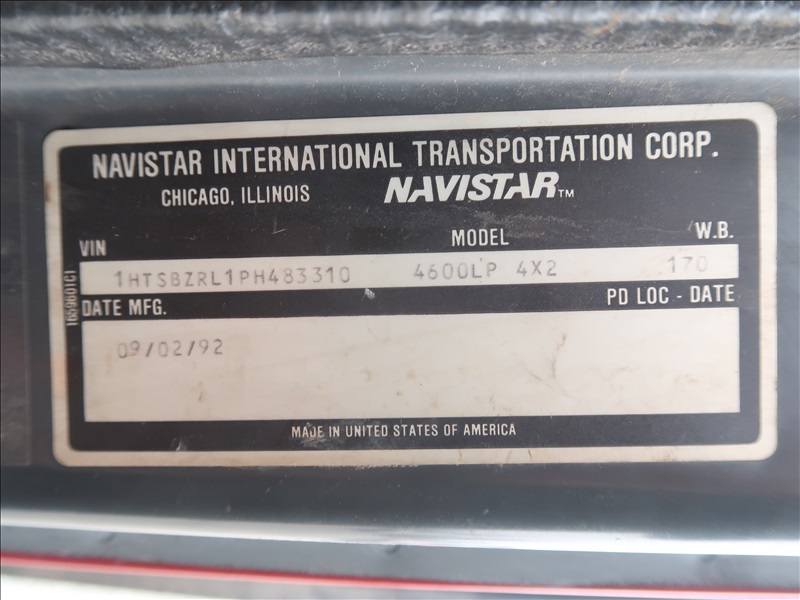 NAVISTAR INTERNATIONAL TRANSPORTATION CORP.
CHICAGO, ILLINOIS NAVISTAR™
VIN MODEL W.B.
1HTSBZRL1PH483310 4600LP 4X2 170
DATE MFG. PD LOC - DATE
1659601C1
09/02/92
MADE IN UNITED STATES OF AMERICA